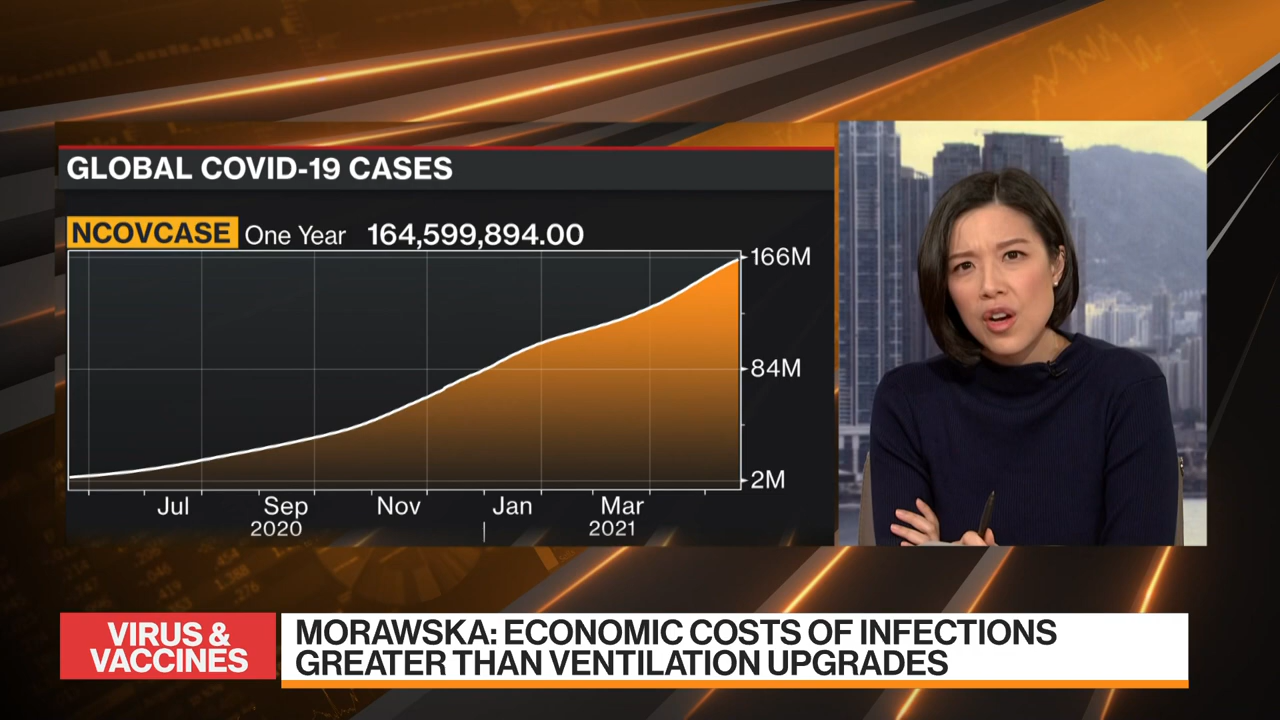 GLOBAL COVID-19 CASES
NCOVCASE One Year 164,599,894.00
166M
84M
2M
Jul Sep Nov Jan Mar
2020 2021
VIRUS &
VACCINES
MORAWSKA: ECONOMIC COSTS OF INFECTIONS
GREATER THAN VENTILATION UPGRADES